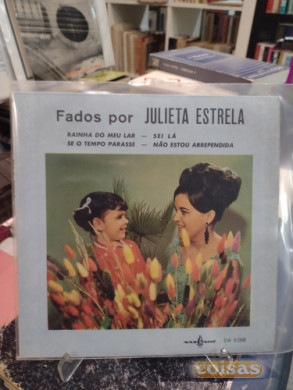 Fados por JULIETA ESTRELA
RAINHA DO MEU LAR — SEI LÁ
SE O TEMPO PARASSE — NÃO ESTOU ARREPENDIDA
coisas